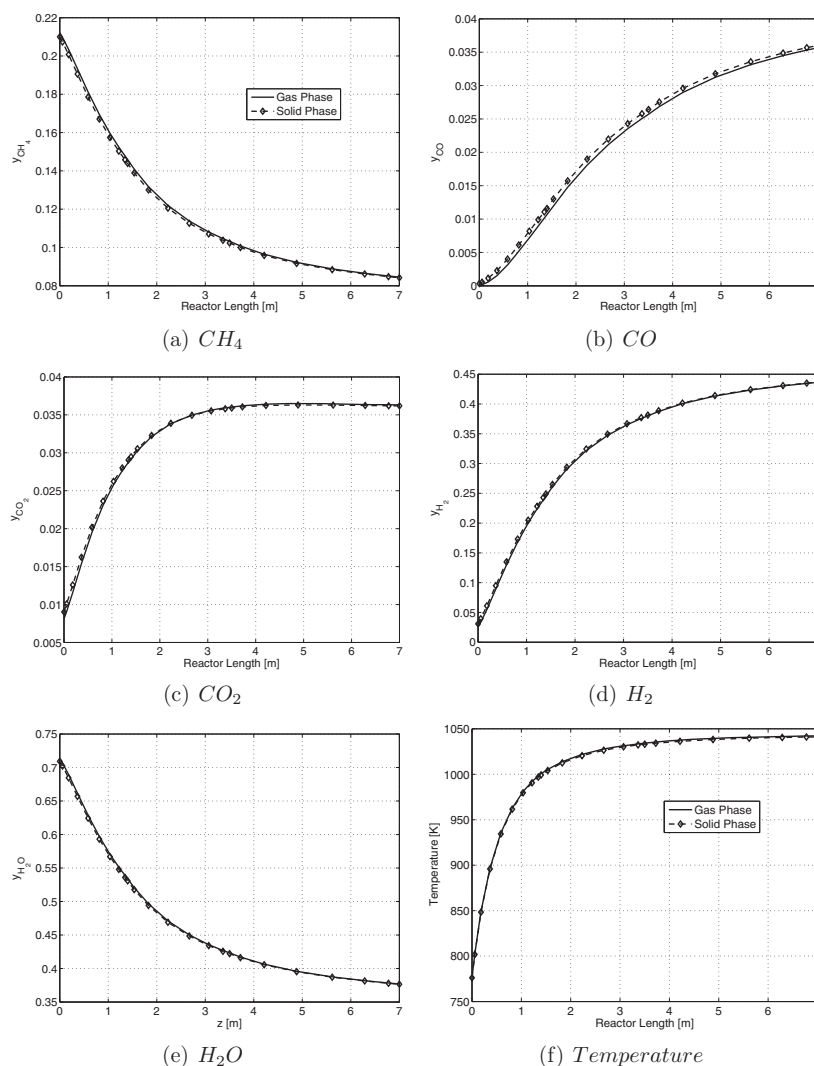 0.22
0.2
0.18
0.16
0.14
0.12
0.1
0.08
y_CH4
0 1 2 3 4 5 6 7
Reactor Length [m]
Gas Phase
Solid Phase
(a) CH4
0.04
0.035
0.03
0.025
0.02
0.015
0.01
0.005
0
y_CO
0 1 2 3 4 5 6
Reactor Length [m]
(b) CO
0.04
0.035
0.03
0.025
0.02
0.015
0.01
0.005
y_CO2
0 1 2 3 4 5 6 7
Reactor Length [m]
(c) CO2
0.45
0.4
0.35
0.3
0.25
0.2
0.15
0.1
0.05
0
y_H2
0 1 2 3 4 5 6
Reactor Length [m]
(d) H2
0.75
0.7
0.65
0.6
0.55
0.5
0.45
0.4
0.35
y_H2O
0 1 2 3 4 5 6 7
z [m]
(e) H2O
1050
1000
950
900
850
800
750
Temperature [K]
0 1 2 3 4 5 6
Reactor Length [m]
Gas Phase
Solid Phase
(f) Temperature